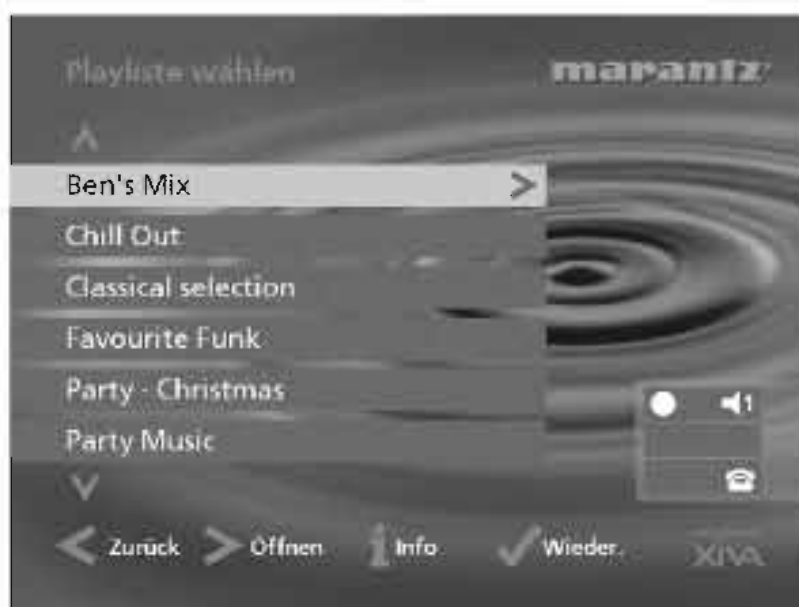 Playliste wählen
marantz
Ben's Mix
Chill Out
Classical selection
Favourite Funk
Party - Christmas
Party Music
1
Zurück Öffnen Info Wieder.
XIVA